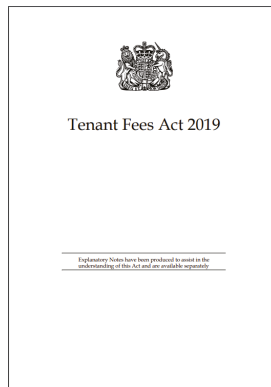 Tenant Fees Act 2019
Explanatory Notes have been produced to assist in the
understanding of this Act and are available separately